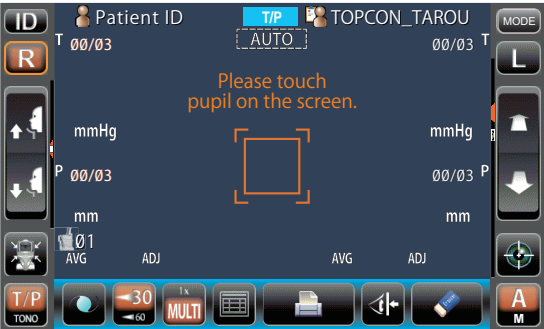 ID
Patient ID
T/P
TOPCON_TAROU
MODE
R
T 00/03
AUTO
00/03 T
L
Please touch
pupil on the screen.
mmHg
mmHg
P 00/03
00/03 P
mm
mm
01
AVG ADJ
AVG ADJ
T/P
TONO
30
60
1x
MULTI
A
M